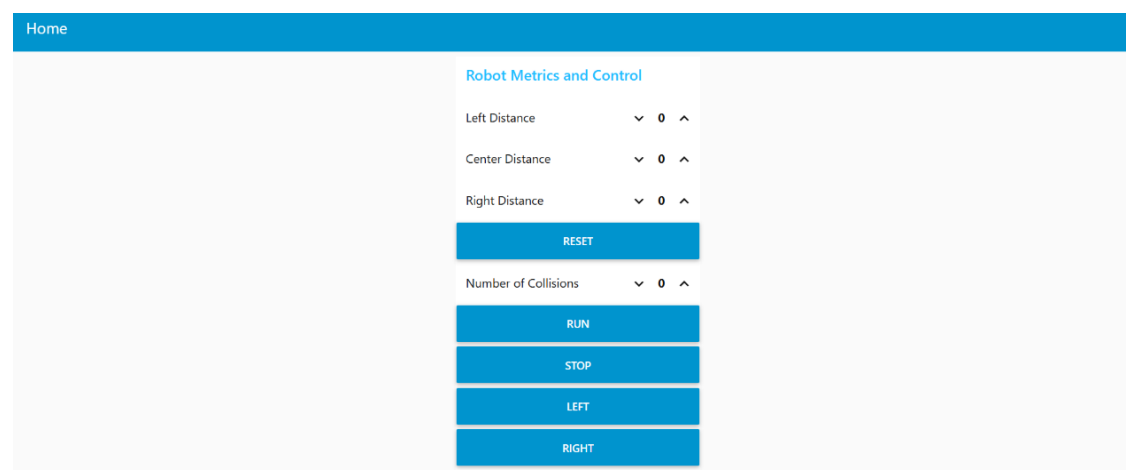 Home
Robot Metrics and Control
Left Distance 0
Center Distance 0
Right Distance 0
RESET
Number of Collisions 0
RUN
STOP
LEFT
RIGHT